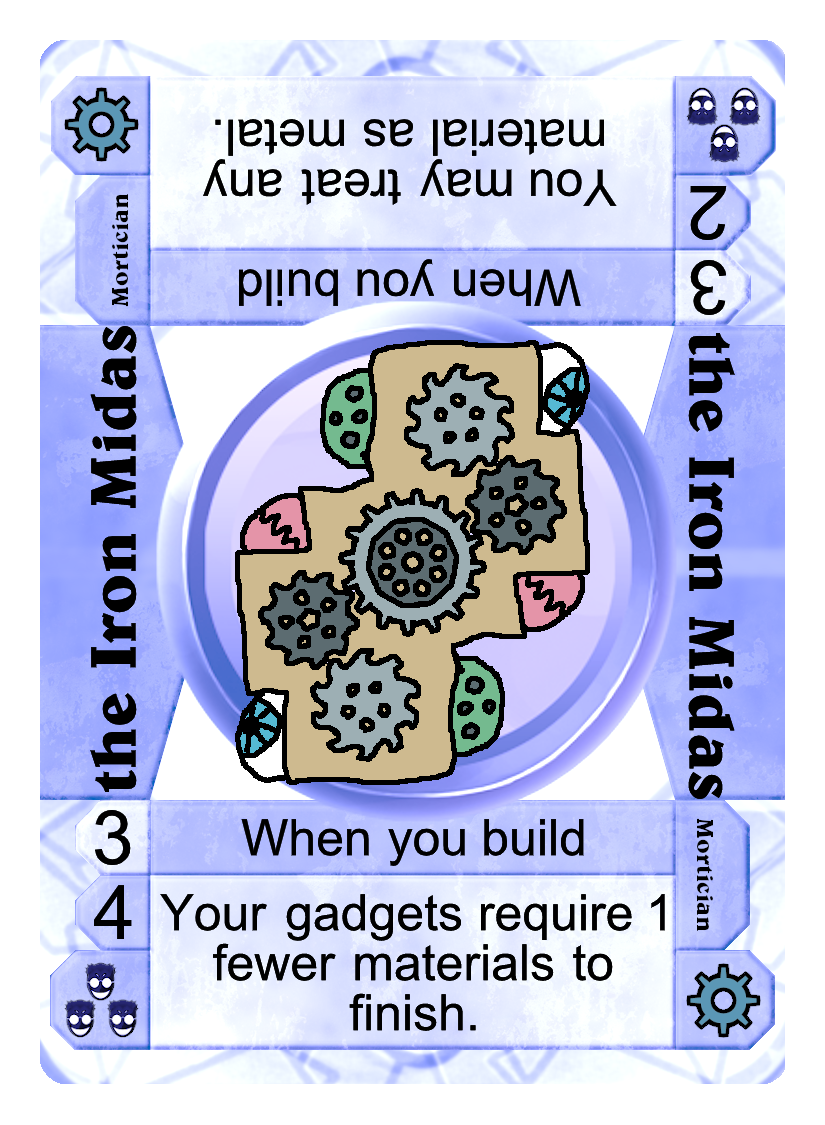 You may treat any
material as metal.
When you build
2
3
Mortician
the Iron Midas
the Iron Midas
Mortician
3
When you build
4
Your gadgets require 1
fewer materials to
finish.